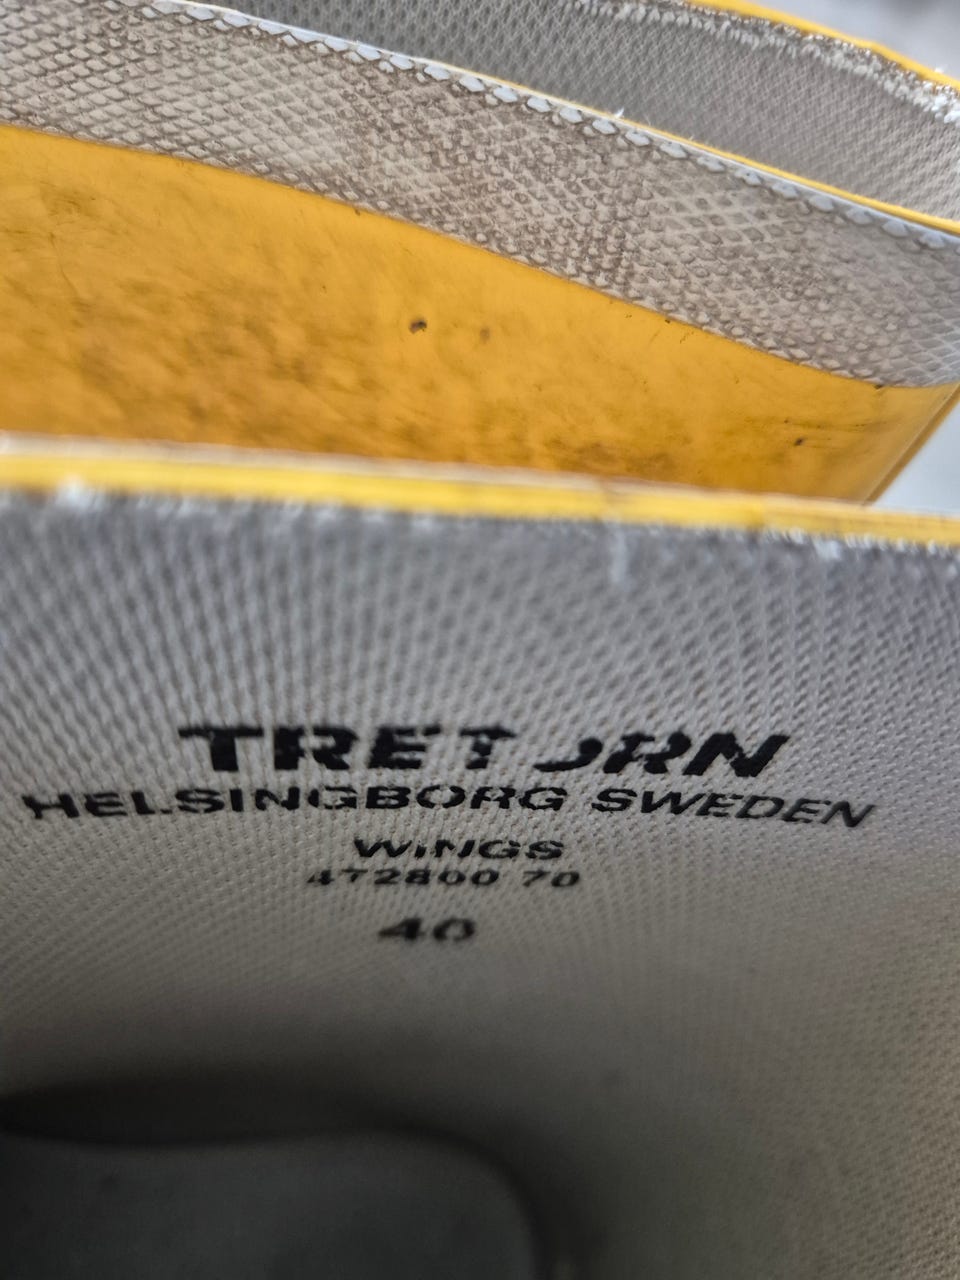 TRETORN
HELSINGBORG SWEDEN
WINGS
472800 70
40